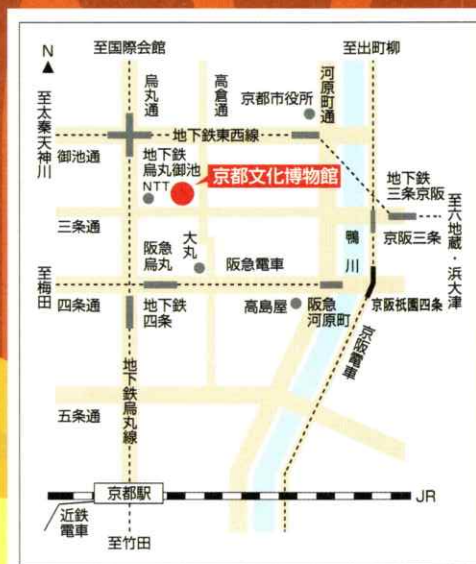 N
至国際会館
至出町柳
烏丸通
高倉通
河原町通
京都市役所
至太秦天神川
地下鉄東西線
御池通
地下鉄
烏丸御池
NTT
京都文化博物館
地下鉄
三条京阪
至六地蔵・浜大津
三条通
京阪三条
鴨川
大丸
阪急
烏丸
阪急電車
至梅田
四条通
地下鉄
四条
高島屋
阪急
河原町
京阪祇園四条
京阪電車
地下鉄烏丸線
五条通
京都駅
JR
近鉄
電車
至竹田